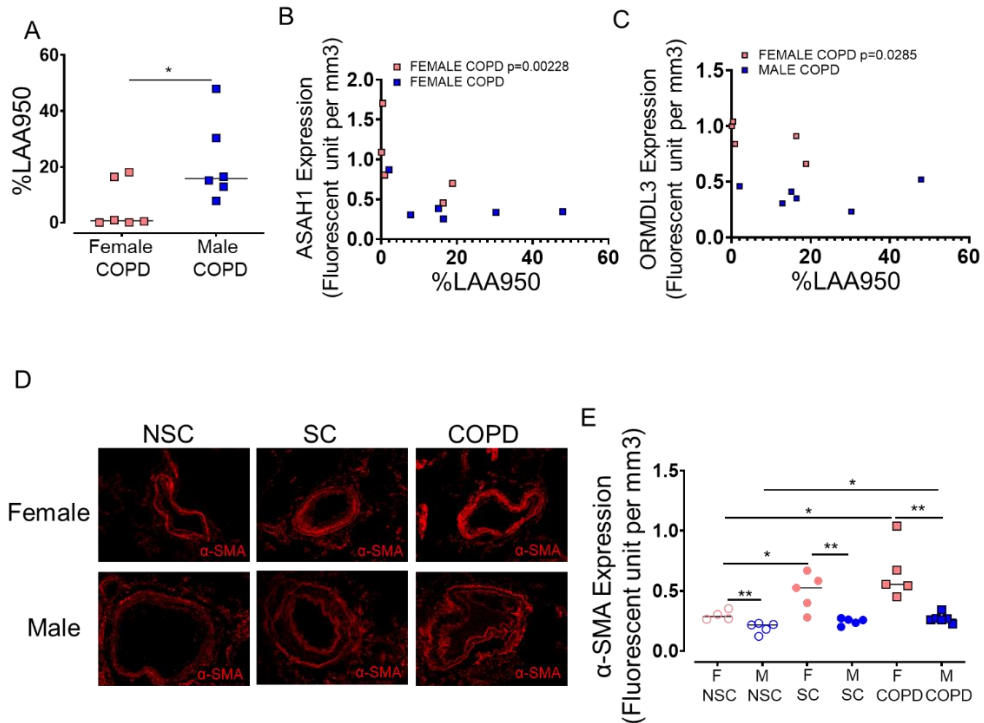 A
%LAA950
60
40
20
0
*
Female
COPD
Male
COPD
B
ASAH1 Expression
(Fluorescent unit per mm3)
FEMALE COPD p=0.00228
FEMALE COPD
2.0
1.5
1.0
0.5
0.0
0
20
40
60
%LAA950
C
ORMDL3 Expression
(Fluorescent unit per mm3)
FEMALE COPD p=0.0285
MALE COPD
1.5
1.0
0.5
0.0
0
20
40
60
%LAA950
D
NSC
SC
COPD
Female
α-SMA
α-SMA
α-SMA
Male
α-SMA
α-SMA
α-SMA
E
α-SMA Expression
(Fluorescent unit per mm3)
1.5
1.0
0.5
0.0
*
*
**
*
**
**
F
NSC
M
NSC
F
SC
M
SC
F
COPD
M
COPD